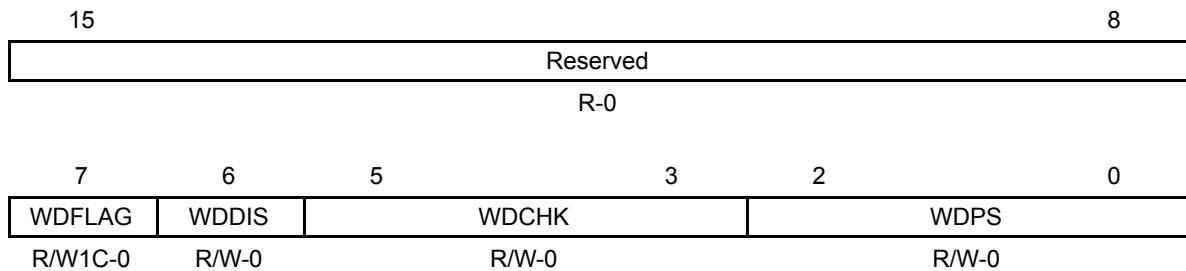 15 8
Reserved
R-0
7 6 5 3 2 0
WDFLAG WDDIS WDCHK WDPS
R/W1C-0 R/W-0 R/W-0 R/W-0